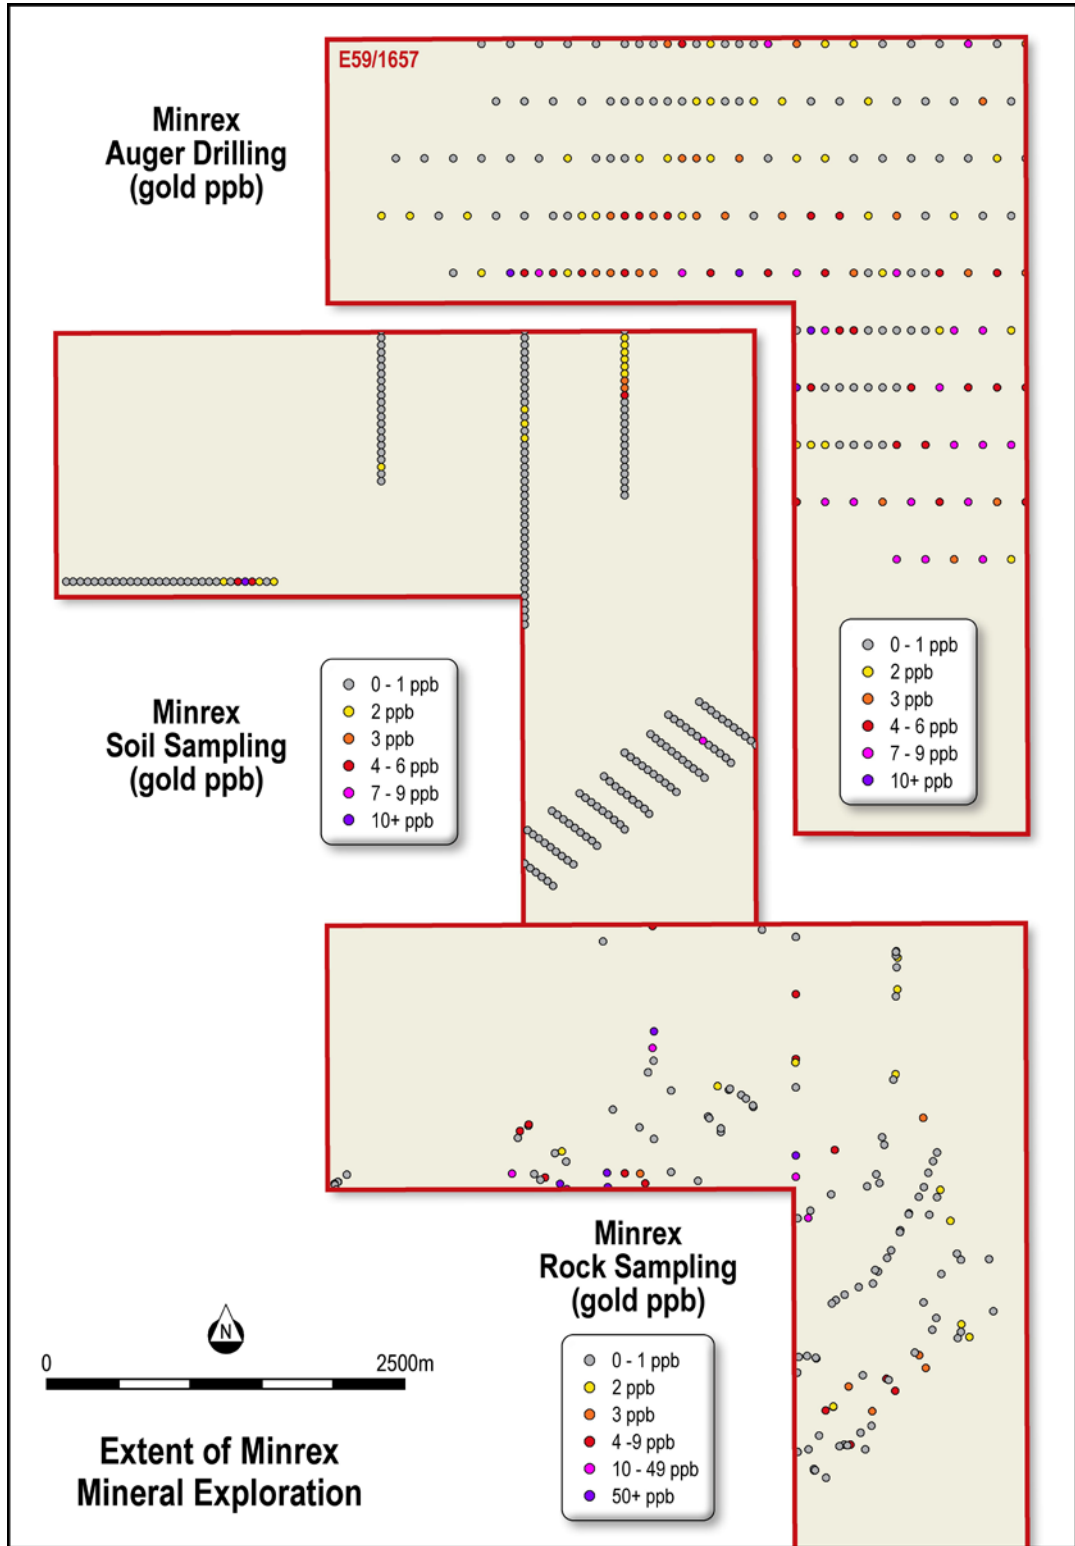 E59/1657
Minrex
Auger Drilling
(gold ppb)
0 - 1 ppb
2 ppb
3 ppb
4 - 6 ppb
7 - 9 ppb
10+ ppb
Minrex
Soil Sampling
(gold ppb)
0 - 1 ppb
2 ppb
3 ppb
4 - 6 ppb
7 - 9 ppb
10+ ppb
Minrex
Rock Sampling
(gold ppb)
0 - 1 ppb
2 ppb
3 ppb
4 -9 ppb
10 - 49 ppb
50+ ppb
N
0 2500m
Extent of Minrex
Mineral Exploration